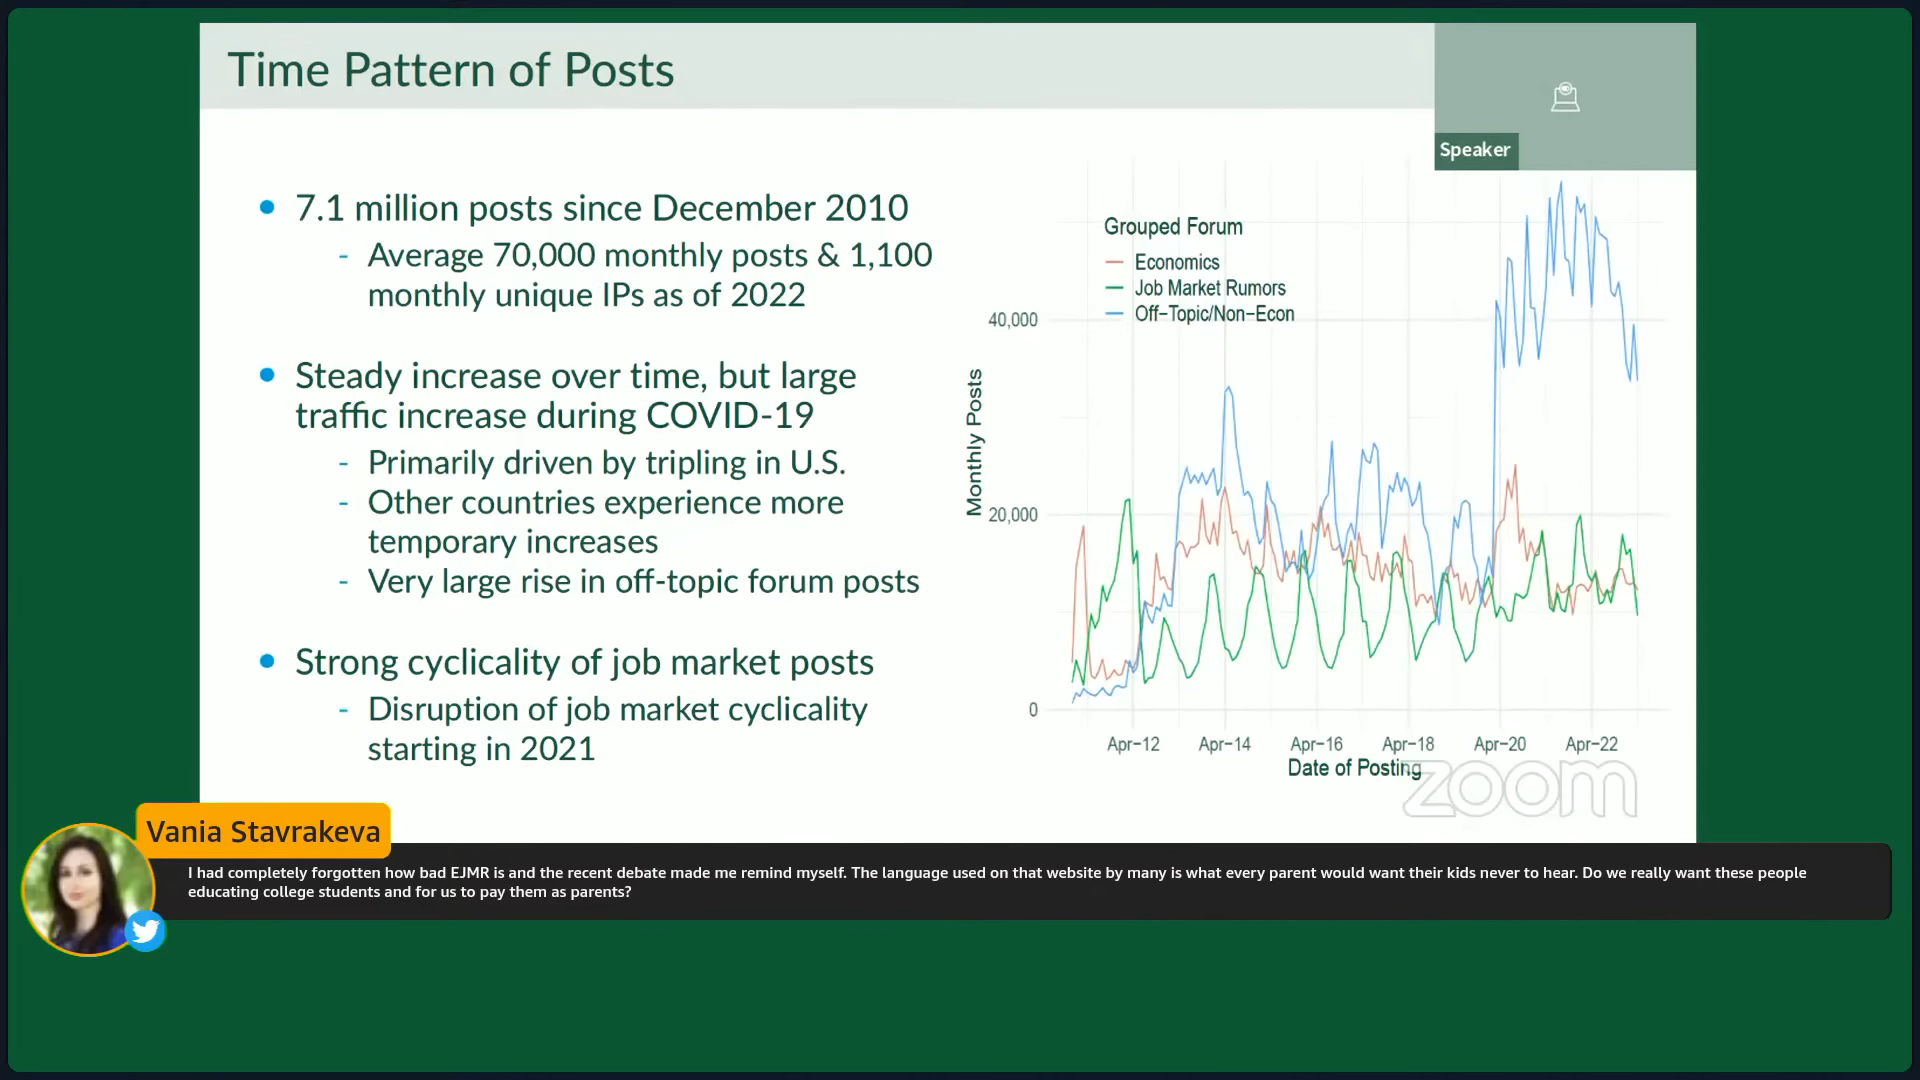 Time Pattern of Posts
Speaker
7.1 million posts since December 2010
- Average 70,000 monthly posts & 1,100
monthly unique IPs as of 2022
Steady increase over time, but large
traffic increase during COVID-19
- Primarily driven by tripling in U.S.
- Other countries experience more
temporary increases
- Very large rise in off-topic forum posts
Strong cyclicality of job market posts
- Disruption of job market cyclicality
starting in 2021
Grouped Forum
Economics
Job Market Rumors
Off-Topic/Non-Econ
Monthly Posts
40,000
20,000
0
Apr-12 Apr-14 Apr-16 Apr-18 Apr-20 Apr-22
Date of Posting
zoom
Vania Stavrakeva
I had completely forgotten how bad EJMR is and the recent debate made me remind myself. The language used on that website by many is what every parent would want their kids never to hear. Do we really want these people
educating college students and for us to pay them as parents?